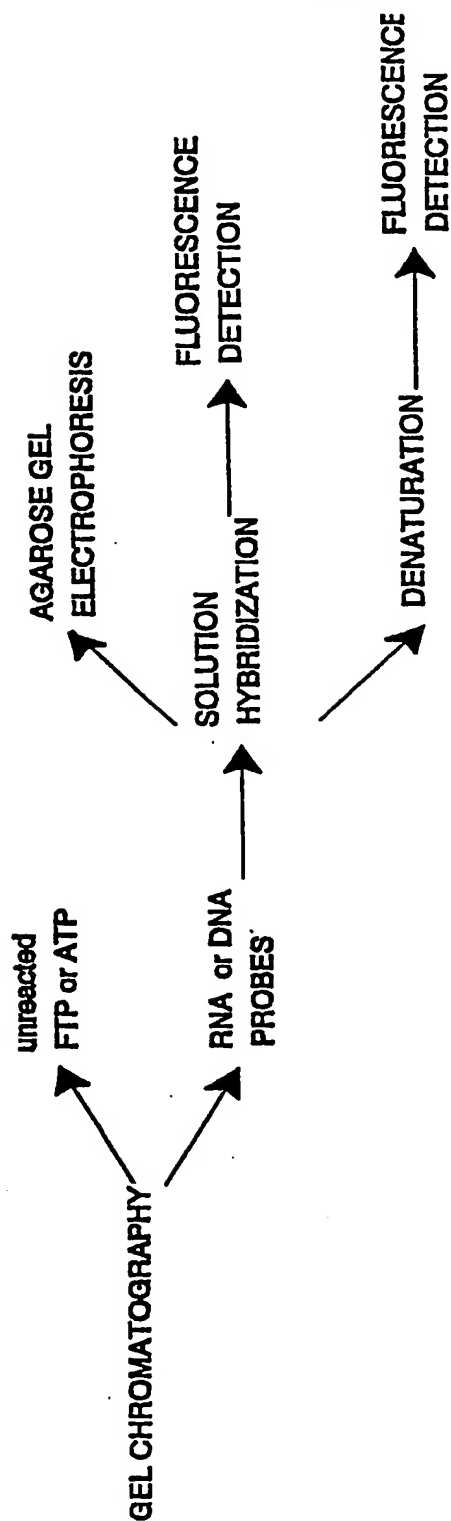 GEL CHROMATOGRAPHY
unreacted
FTP or ATP
RNA or DNA
PROBES
SOLUTION
HYBRIDIZATION
AGAROSE GEL
ELECTROPHORESIS
FLUORESCENCE
DETECTION
DENATURATION
FLUORESCENCE
DETECTION